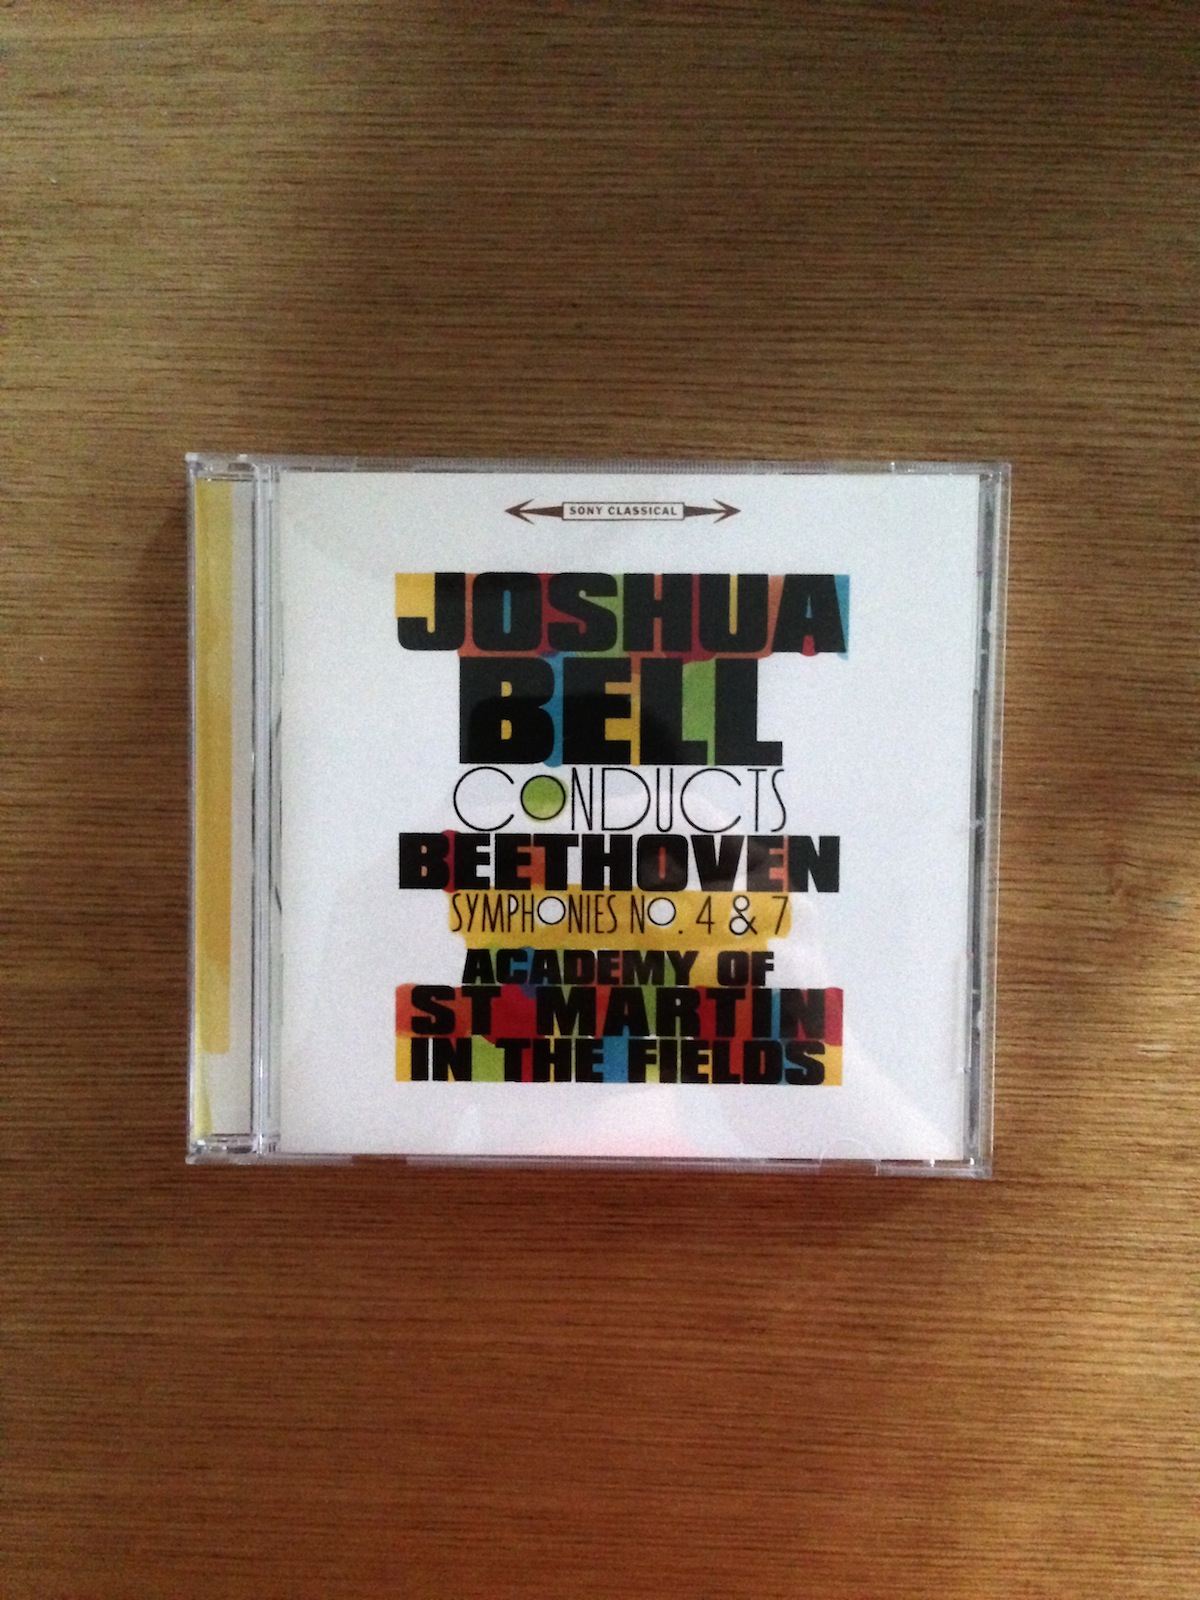 SONY CLASSICAL
JOSHUA
BELL
CONDUCTS
BEETHOVEN
SYMPHONIES NO. 4 & 7
ACADEMY OF
ST MARTIN
IN THE FIELDS